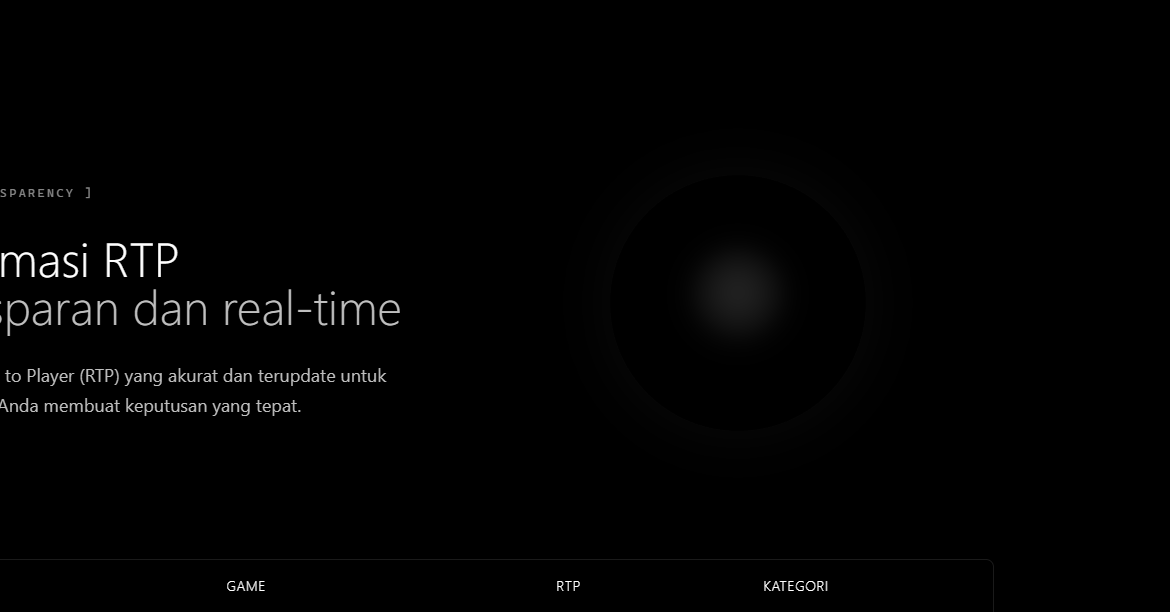 SPARENCY ]
masi RTP
sparan dan real-time
to Player (RTP) yang akurat dan terupdate untuk
Anda membuat keputusan yang tepat.
GAME RTP KATEGORI